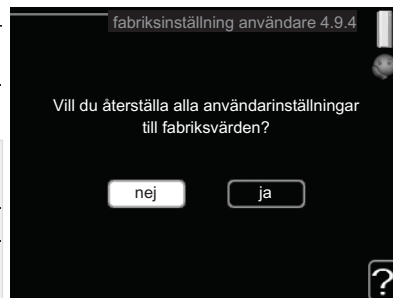 fabriksinställning användare 4.9.4
Vill du återställa alla användarinställningar
till fabriksvärden?
nej
ja
?